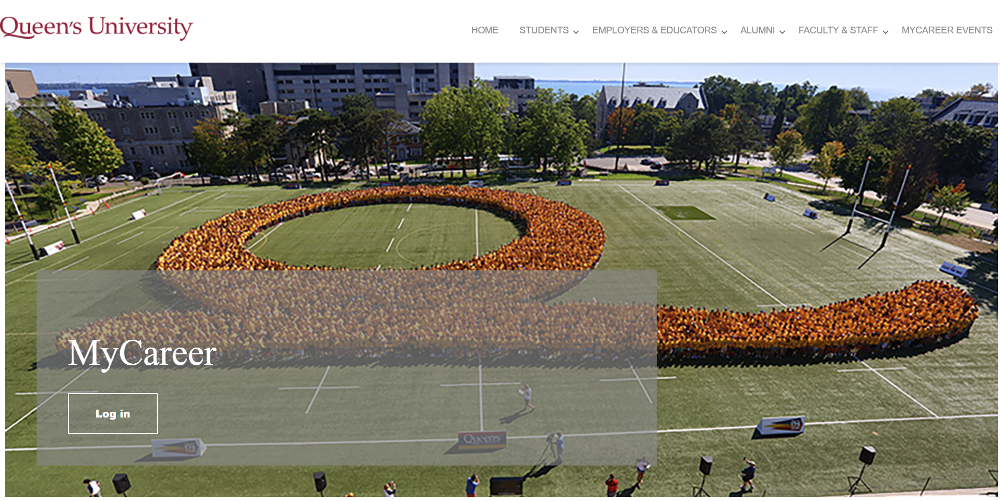 Queen's University
HOME STUDENTS EMPLOYERS & EDUCATORS ALUMNI FACULTY & STAFF MYCAREER EVENTS
MyCareer
Log in
Queen's